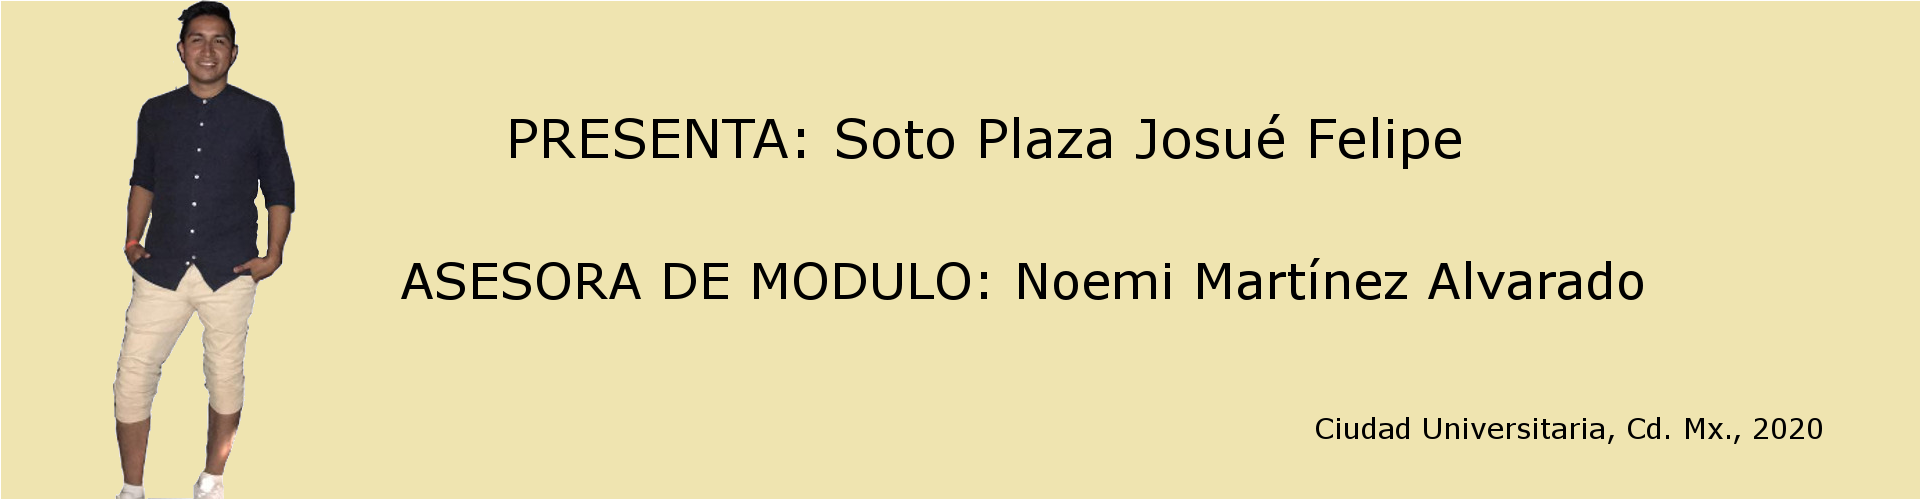 PRESENTA: Soto Plaza Josué Felipe
ASESORA DE MODULO: Noemi Martínez Alvarado
Ciudad Universitaria, Cd. Mx., 2020